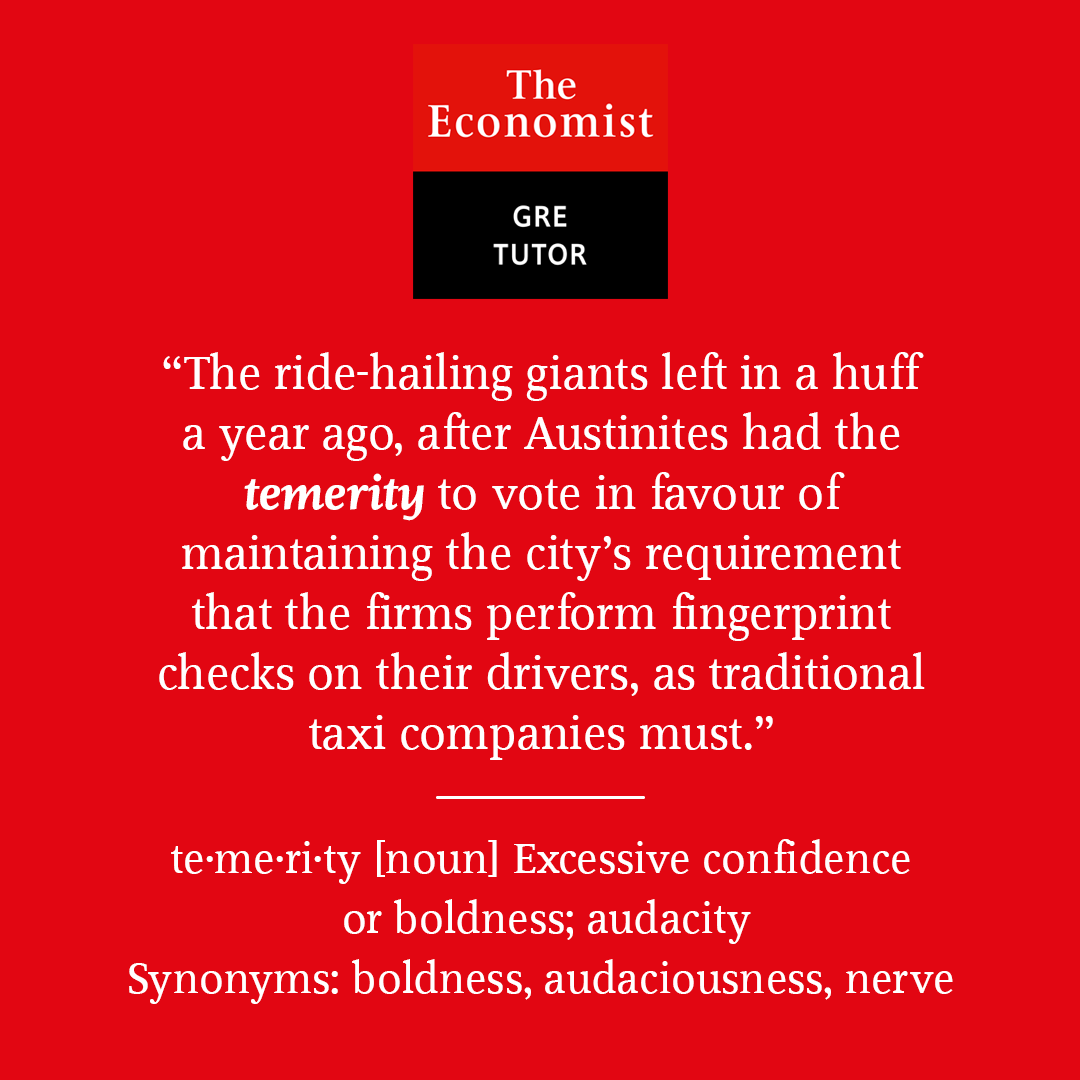 The
Economist
GRE
TUTOR
“The ride-hailing giants left in a huff
a year ago, after Austinites had the
temerity to vote in favour of
maintaining the city’s requirement
that the firms perform fingerprint
checks on their drivers, as traditional
taxi companies must.”
te·me·ri·ty [noun] Excessive confidence
or boldness; audacity
Synonyms: boldness, audaciousness, nerve